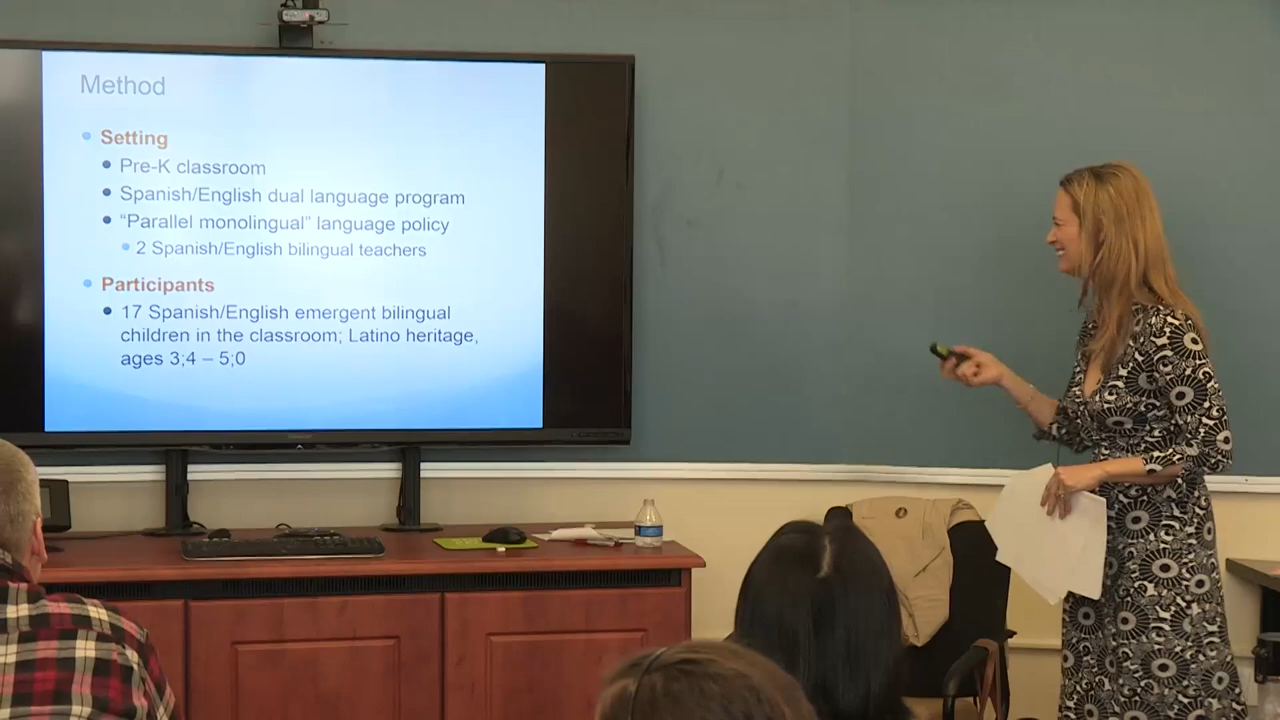 Method
Setting
Pre-K classroom
Spanish/English dual language program
“Parallel monolingual” language policy
2 Spanish/English bilingual teachers
Participants
17 Spanish/English emergent bilingual
children in the classroom; Latino heritage,
ages 3;4 – 5;0